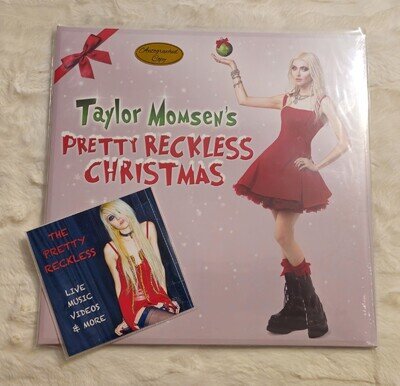 Autographed
Copy
Taylor Momsen's
PRETTY RECKLESS
CHRISTMAS
THE
PRETTY
RECKLESS
LIVE
MUSIC
VIDEOS
& MORE